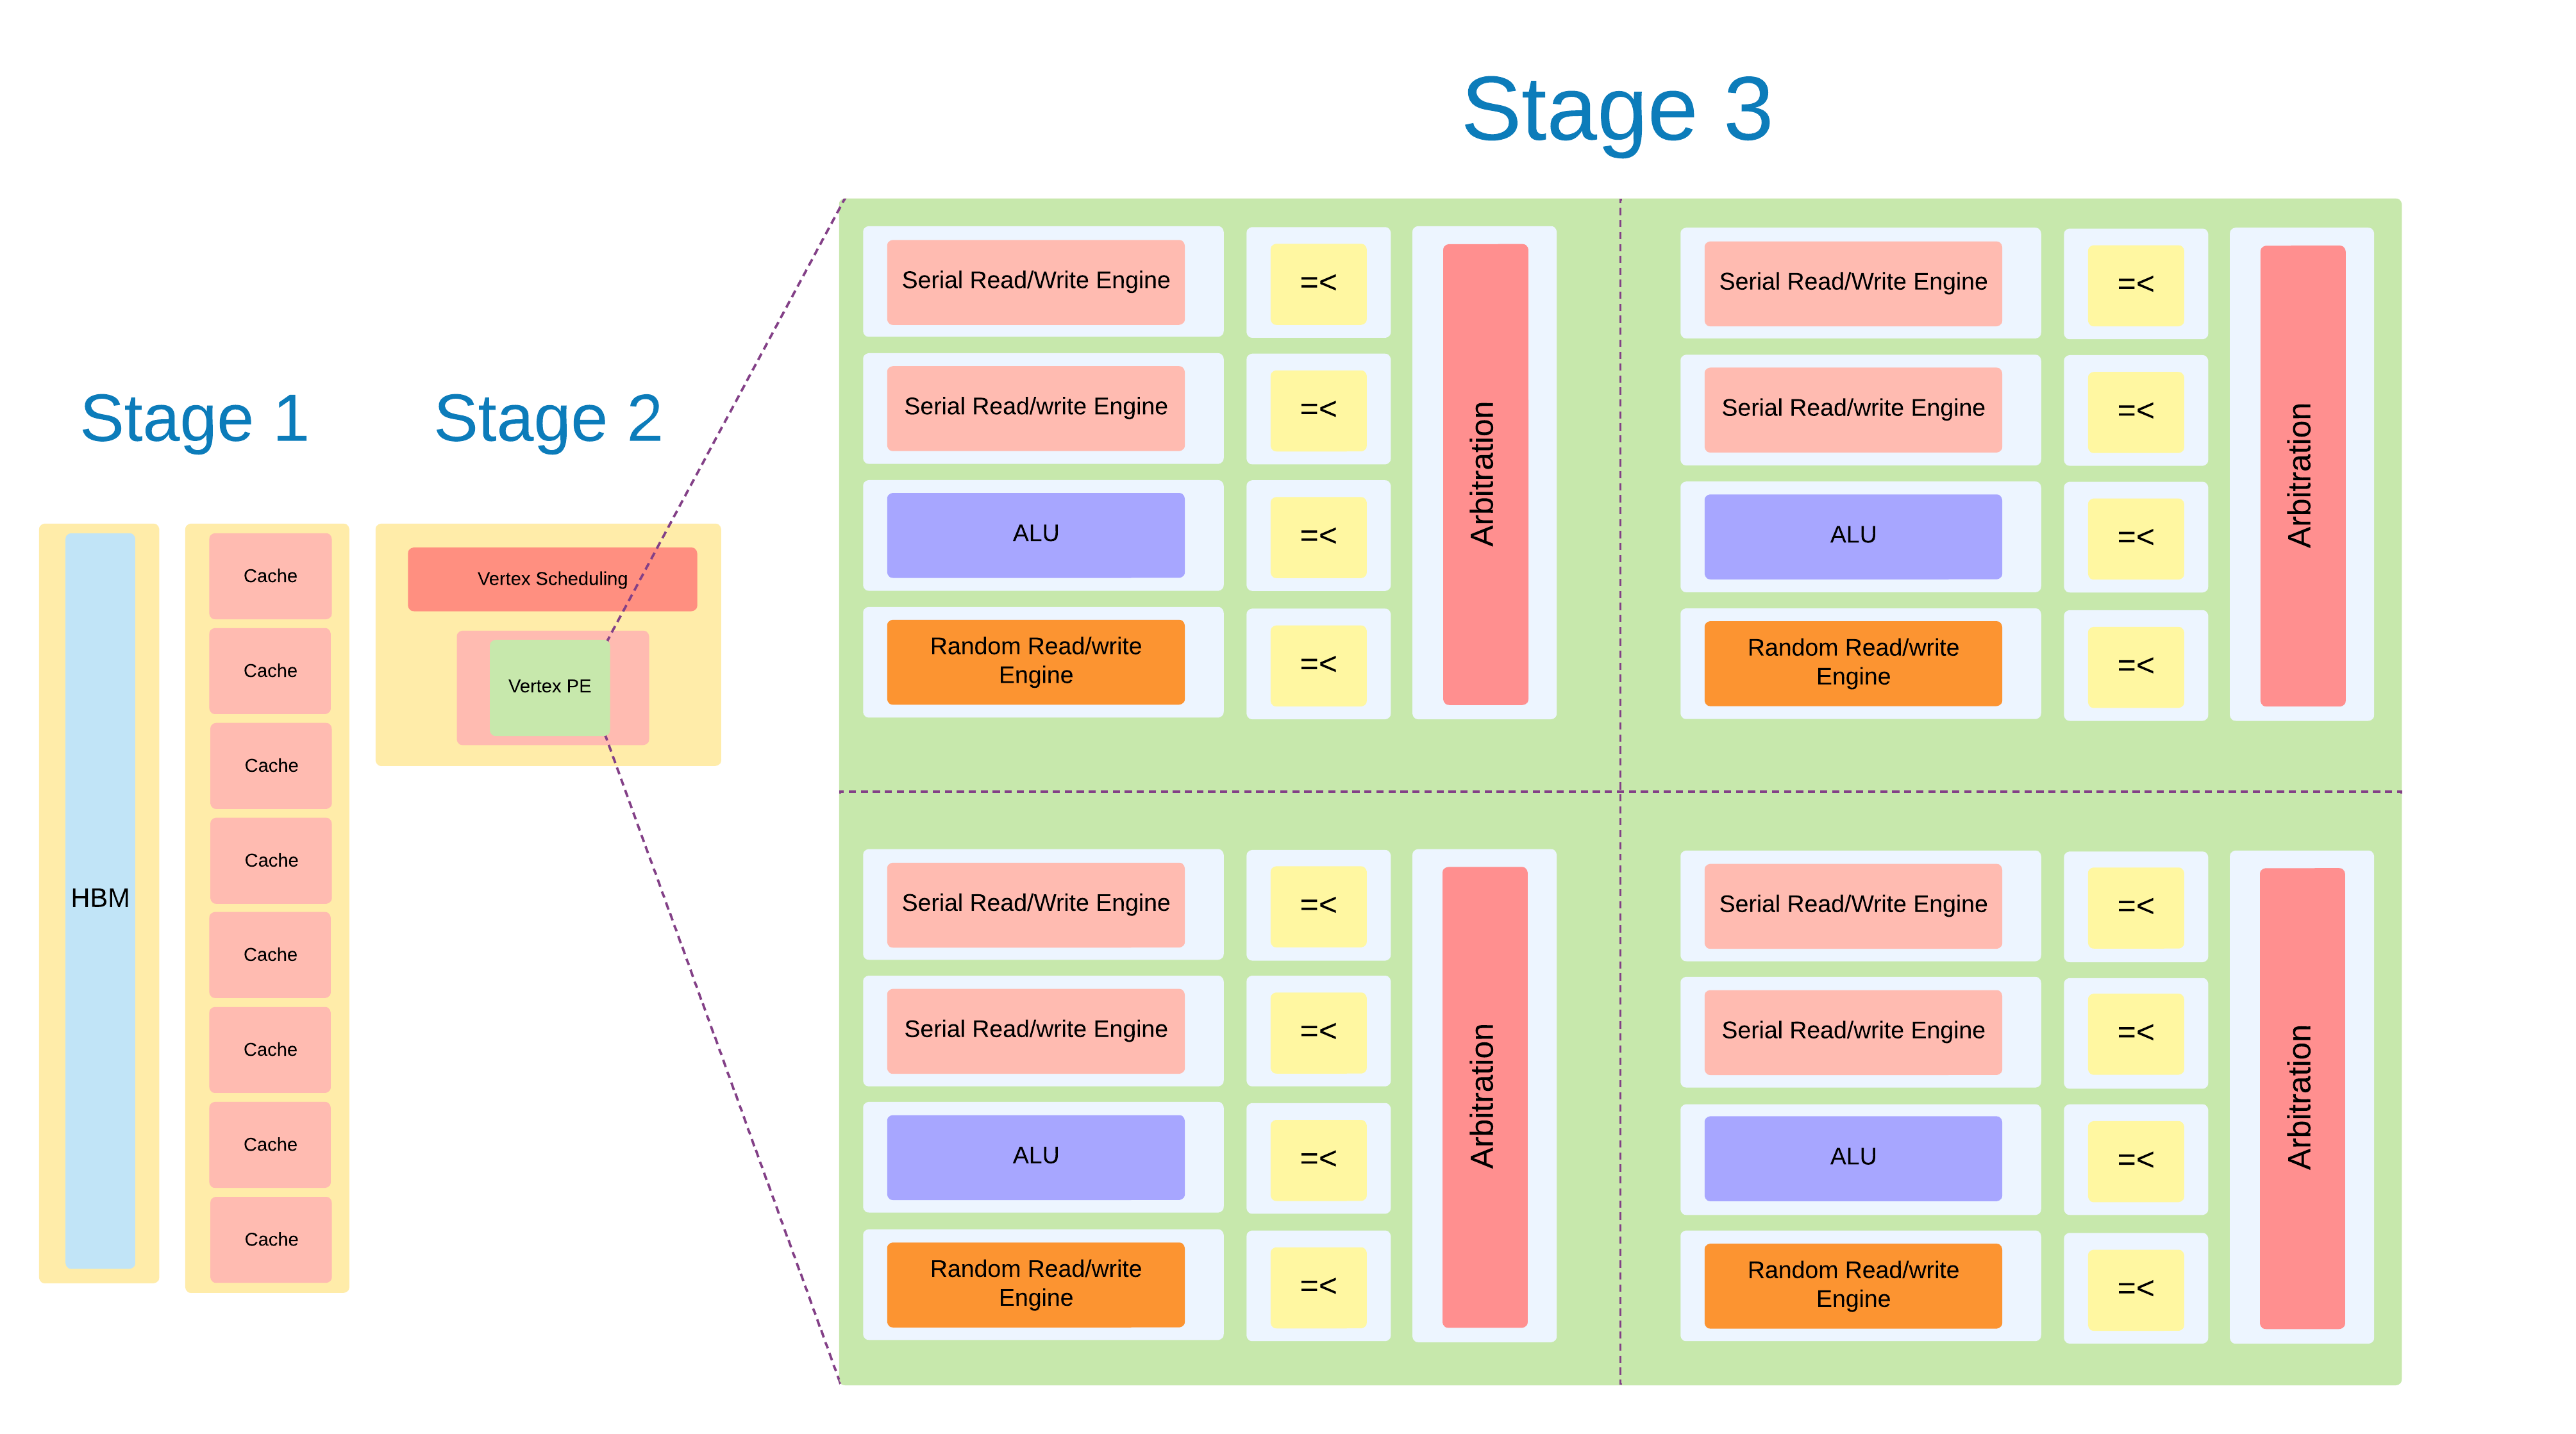 Stage 3
Stage 1
Stage 2
HBM
Cache
Cache
Cache
Cache
Cache
Cache
Cache
Cache
Vertex Scheduling
Vertex PE
Serial Read/Write Engine
=<
Serial Read/write Engine
=<
ALU
=<
Random Read/write
Engine
=<
Arbitration
Serial Read/Write Engine
=<
Serial Read/write Engine
=<
ALU
=<
Random Read/write
Engine
=<
Arbitration
Serial Read/Write Engine
=<
Serial Read/write Engine
=<
ALU
=<
Random Read/write
Engine
=<
Arbitration
Serial Read/Write Engine
=<
Serial Read/write Engine
=<
ALU
=<
Random Read/write
Engine
=<
Arbitration